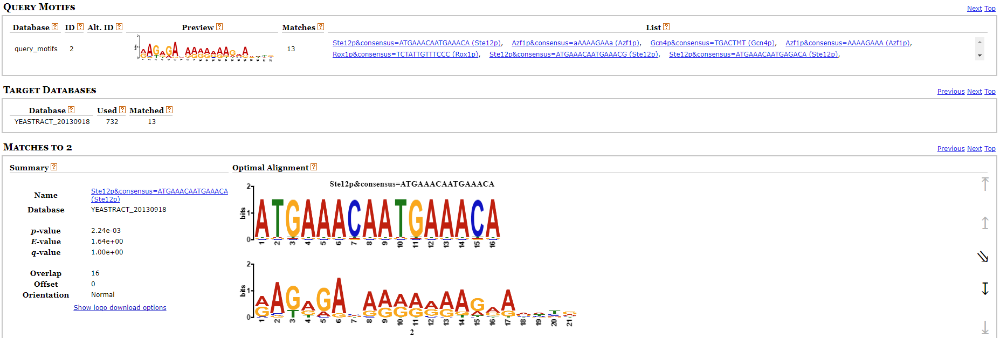 QUERY MOTIFS
Next Top
Database ? ID ? Alt. ID ? Preview ? Matches ? List ?
query_motifs 2 13 Ste12p&consensus=ATGAAACAATGAAACA (Ste12p), Azf1p&consensus=aAAAAGAAa (Azf1p), Gcn4p&consensus=TGACTMT (Gcn4p), Azf1p&consensus=AAAAGAAA (Azf1p),
Rox1p&consensus=TCTATTGTTTCCC (Rox1p), Ste12p&consensus=ATGAAACAATGAAACG (Ste12p), Ste12p&consensus=ATGAAACAATGAGACA (Ste12p),
TARGET DATABASES
Previous Next Top
Database ? Used ? Matched ?
YEASTRACT_20130918 732 13
MATCHES TO 2
Previous Next Top
Summary ?
Name Ste12p&consensus=ATGAAACAATGAAACA
(Ste12p)
Database YEASTRACT_20130918
p-value 2.24e-03
E-value 1.64e+00
q-value 1.00e+00
Overlap 16
Offset 0
Orientation Normal
Show logo download options
Optimal Alignment ?
Ste12p&consensus=ATGAAACAATGAAACA
bits
2
1
0
ATGAAACAATGAAACA
1 2 3 4 5 6 7 8 9 10 11 12 13 14 15 16
bits
2
1
0
1 2 3 4 5 6 7 8 9 10 11 12 13 14 15 16 17 18 19 20 21
2